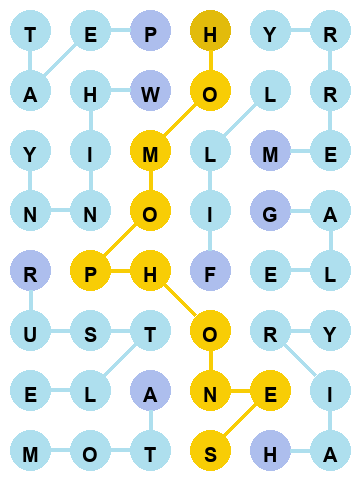 T E P H Y R
A H W O L R
Y I M L M E
N N O I G A
R P H F E L
U S T O R Y
E L A N E I
M O T S H A